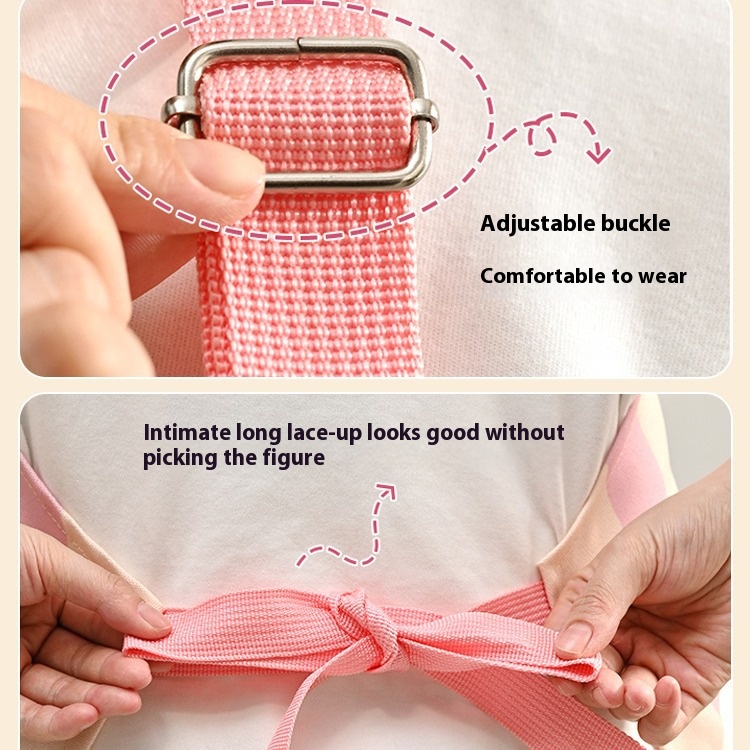 Adjustable buckle
Comfortable to wear
Intimate long lace-up looks good without
picking the figure